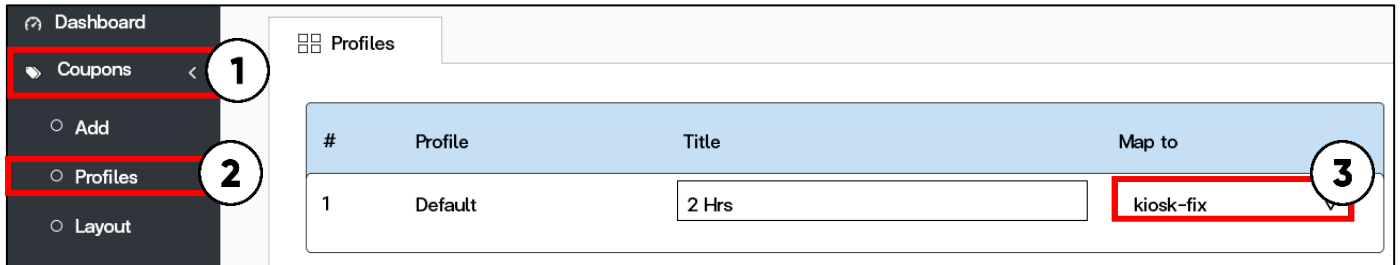 Dashboard
Coupons
1
Add
Profiles
2
Layout
Profiles
# Profile Title Map to
3
1 Default 2 Hrs kiosk-fix